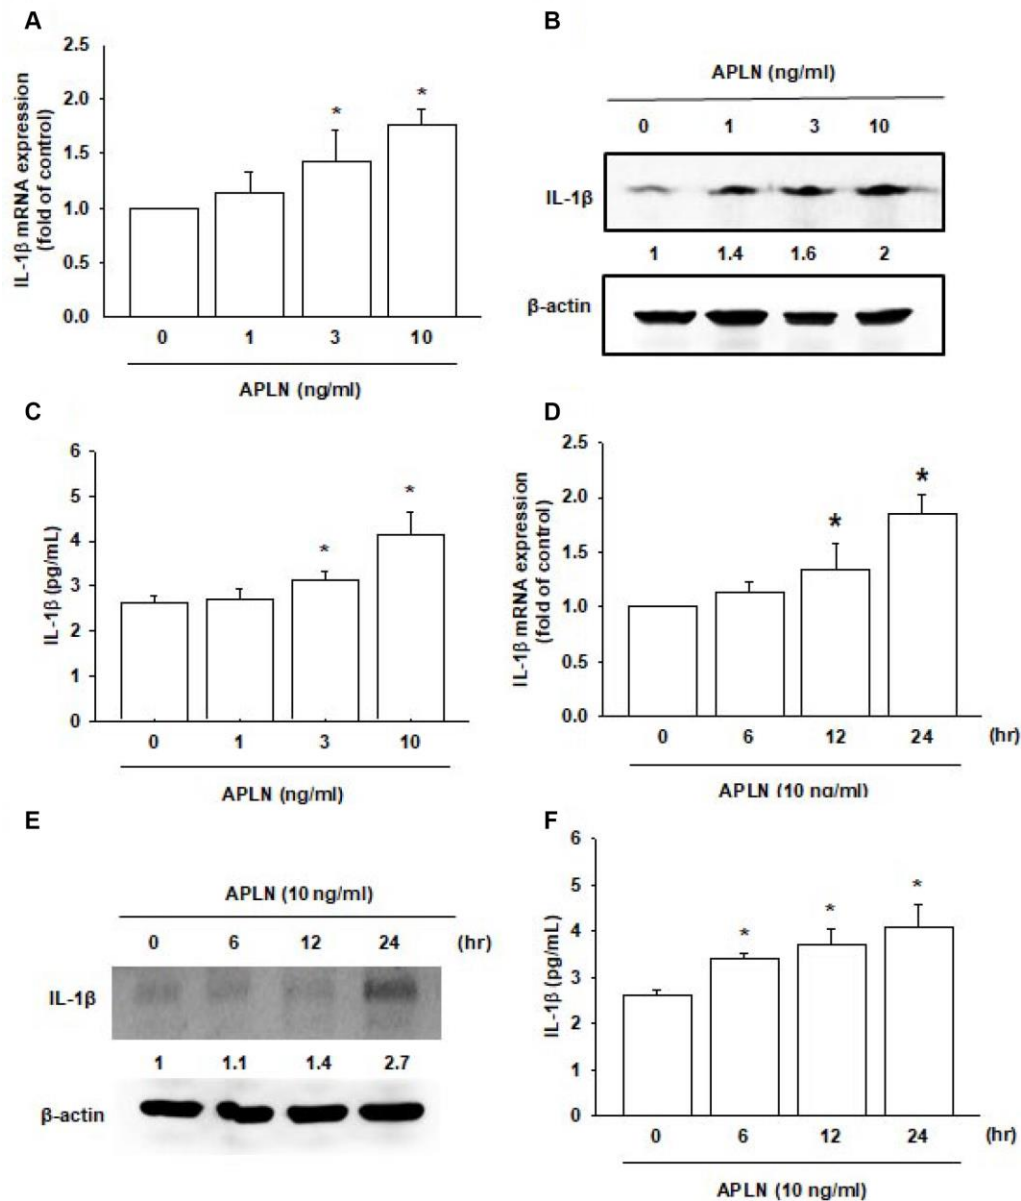 A
IL-1β mRNA expression
(fold of control)
2.5
2.0
1.5
1.0
0.5
0.0
*
*
0 1 3 10
APLN (ng/ml)
B
APLN (ng/ml)
0 1 3 10
IL-1β
1 1.4 1.6 2
β-actin
C
IL-1β (pg/mL)
6
5
4
3
2
1
0
*
*
0 1 3 10
APLN (ng/ml)
D
IL-1β mRNA expression
(fold of control)
2.5
2.0
1.5
1.0
0.5
0.0
*
*
0 6 12 24 (hr)
APLN (10 ng/ml)
E
APLN (10 ng/ml)
0 6 12 24 (hr)
IL-1β
1 1.1 1.4 2.7
β-actin
F
IL-1β (pg/mL)
6
5
4
3
2
1
0
*
*
*
0 6 12 24 (hr)
APLN (10 ng/ml)